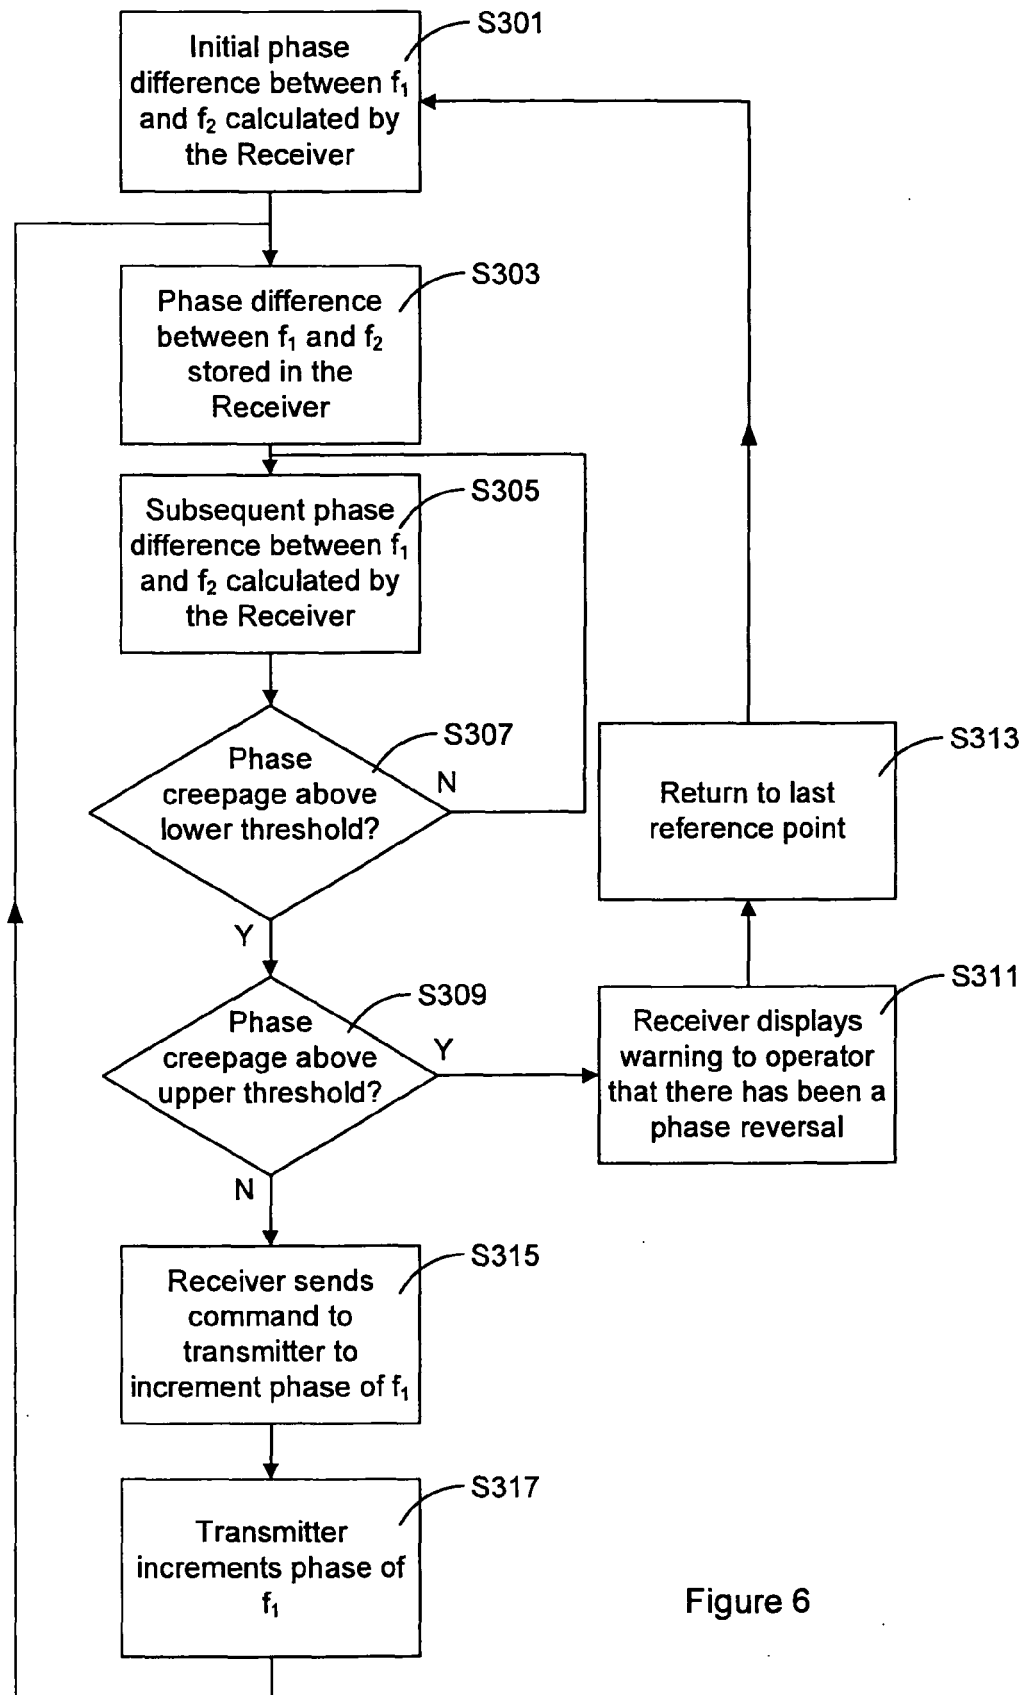 S301
Initial phase
difference between f₁
and f₂ calculated by
the Receiver
S303
Phase difference
between f₁ and f₂
stored in the
Receiver
S305
Subsequent phase
difference between f₁
and f₂ calculated by
the Receiver
S307
Phase
creepage above
lower threshold?
N
Y
S313
Return to last
reference point
S309
Phase
creepage above
upper threshold?
Y
N
S311
Receiver displays
warning to operator
that there has been a
phase reversal
S315
Receiver sends
command to
transmitter to
increment phase of f₁
S317
Transmitter
increments phase of
f₁
Figure 6